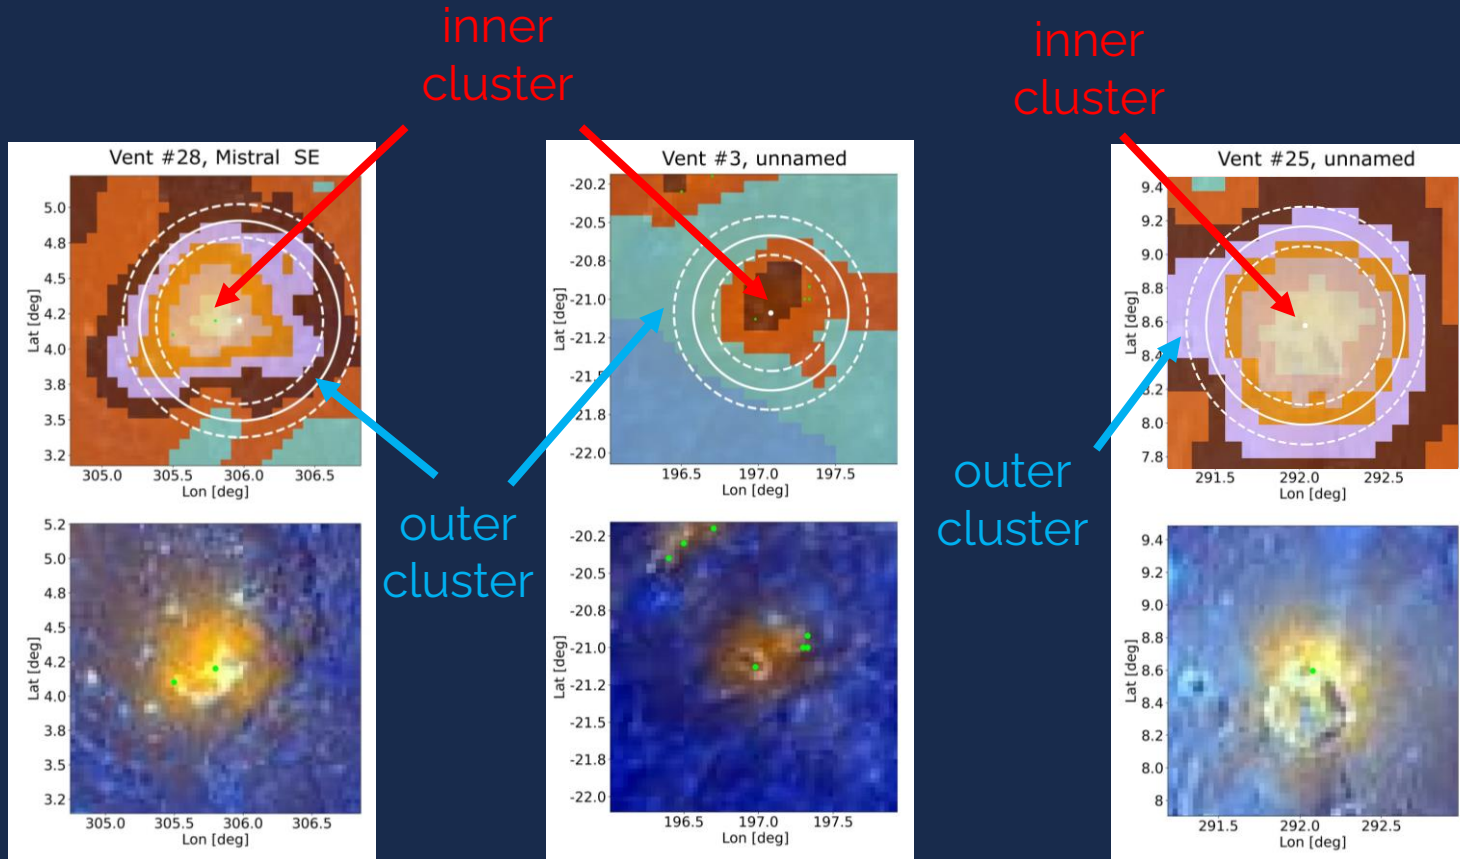 inner
cluster
inner
cluster
Vent #28, Mistral SE
5.0
4.8
4.5
4.2
4.0
3.8
3.5
3.2
Lat [deg]
305.0 305.5 306.0 306.5
Lon [deg]
Vent #3, unnamed
-20.2
-20.5
-20.8
-21.0
-21.2
-21.5
-21.8
-22.0
Lat [deg]
196.5 197.0 197.5
Lon [deg]
Vent #25, unnamed
9.4
9.2
9.0
8.8
8.6
8.4
8.2
8.0
7.8
Lat [deg]
291.5 292.0 292.5
Lon [deg]
outer
cluster
outer
cluster
5.2
5.0
4.8
4.5
4.2
4.0
3.8
3.5
3.2
Lat [deg]
305.0 305.5 306.0 306.5
Lon [deg]
-20.2
-20.5
-20.8
-21.0
-21.2
-21.5
-21.8
-22.0
Lat [deg]
196.5 197.0 197.5
Lon [deg]
9.4
9.2
9.0
8.8
8.6
8.4
8.2
8.0
8
Lat [deg]
291.5 292.0 292.5
Lon [deg]